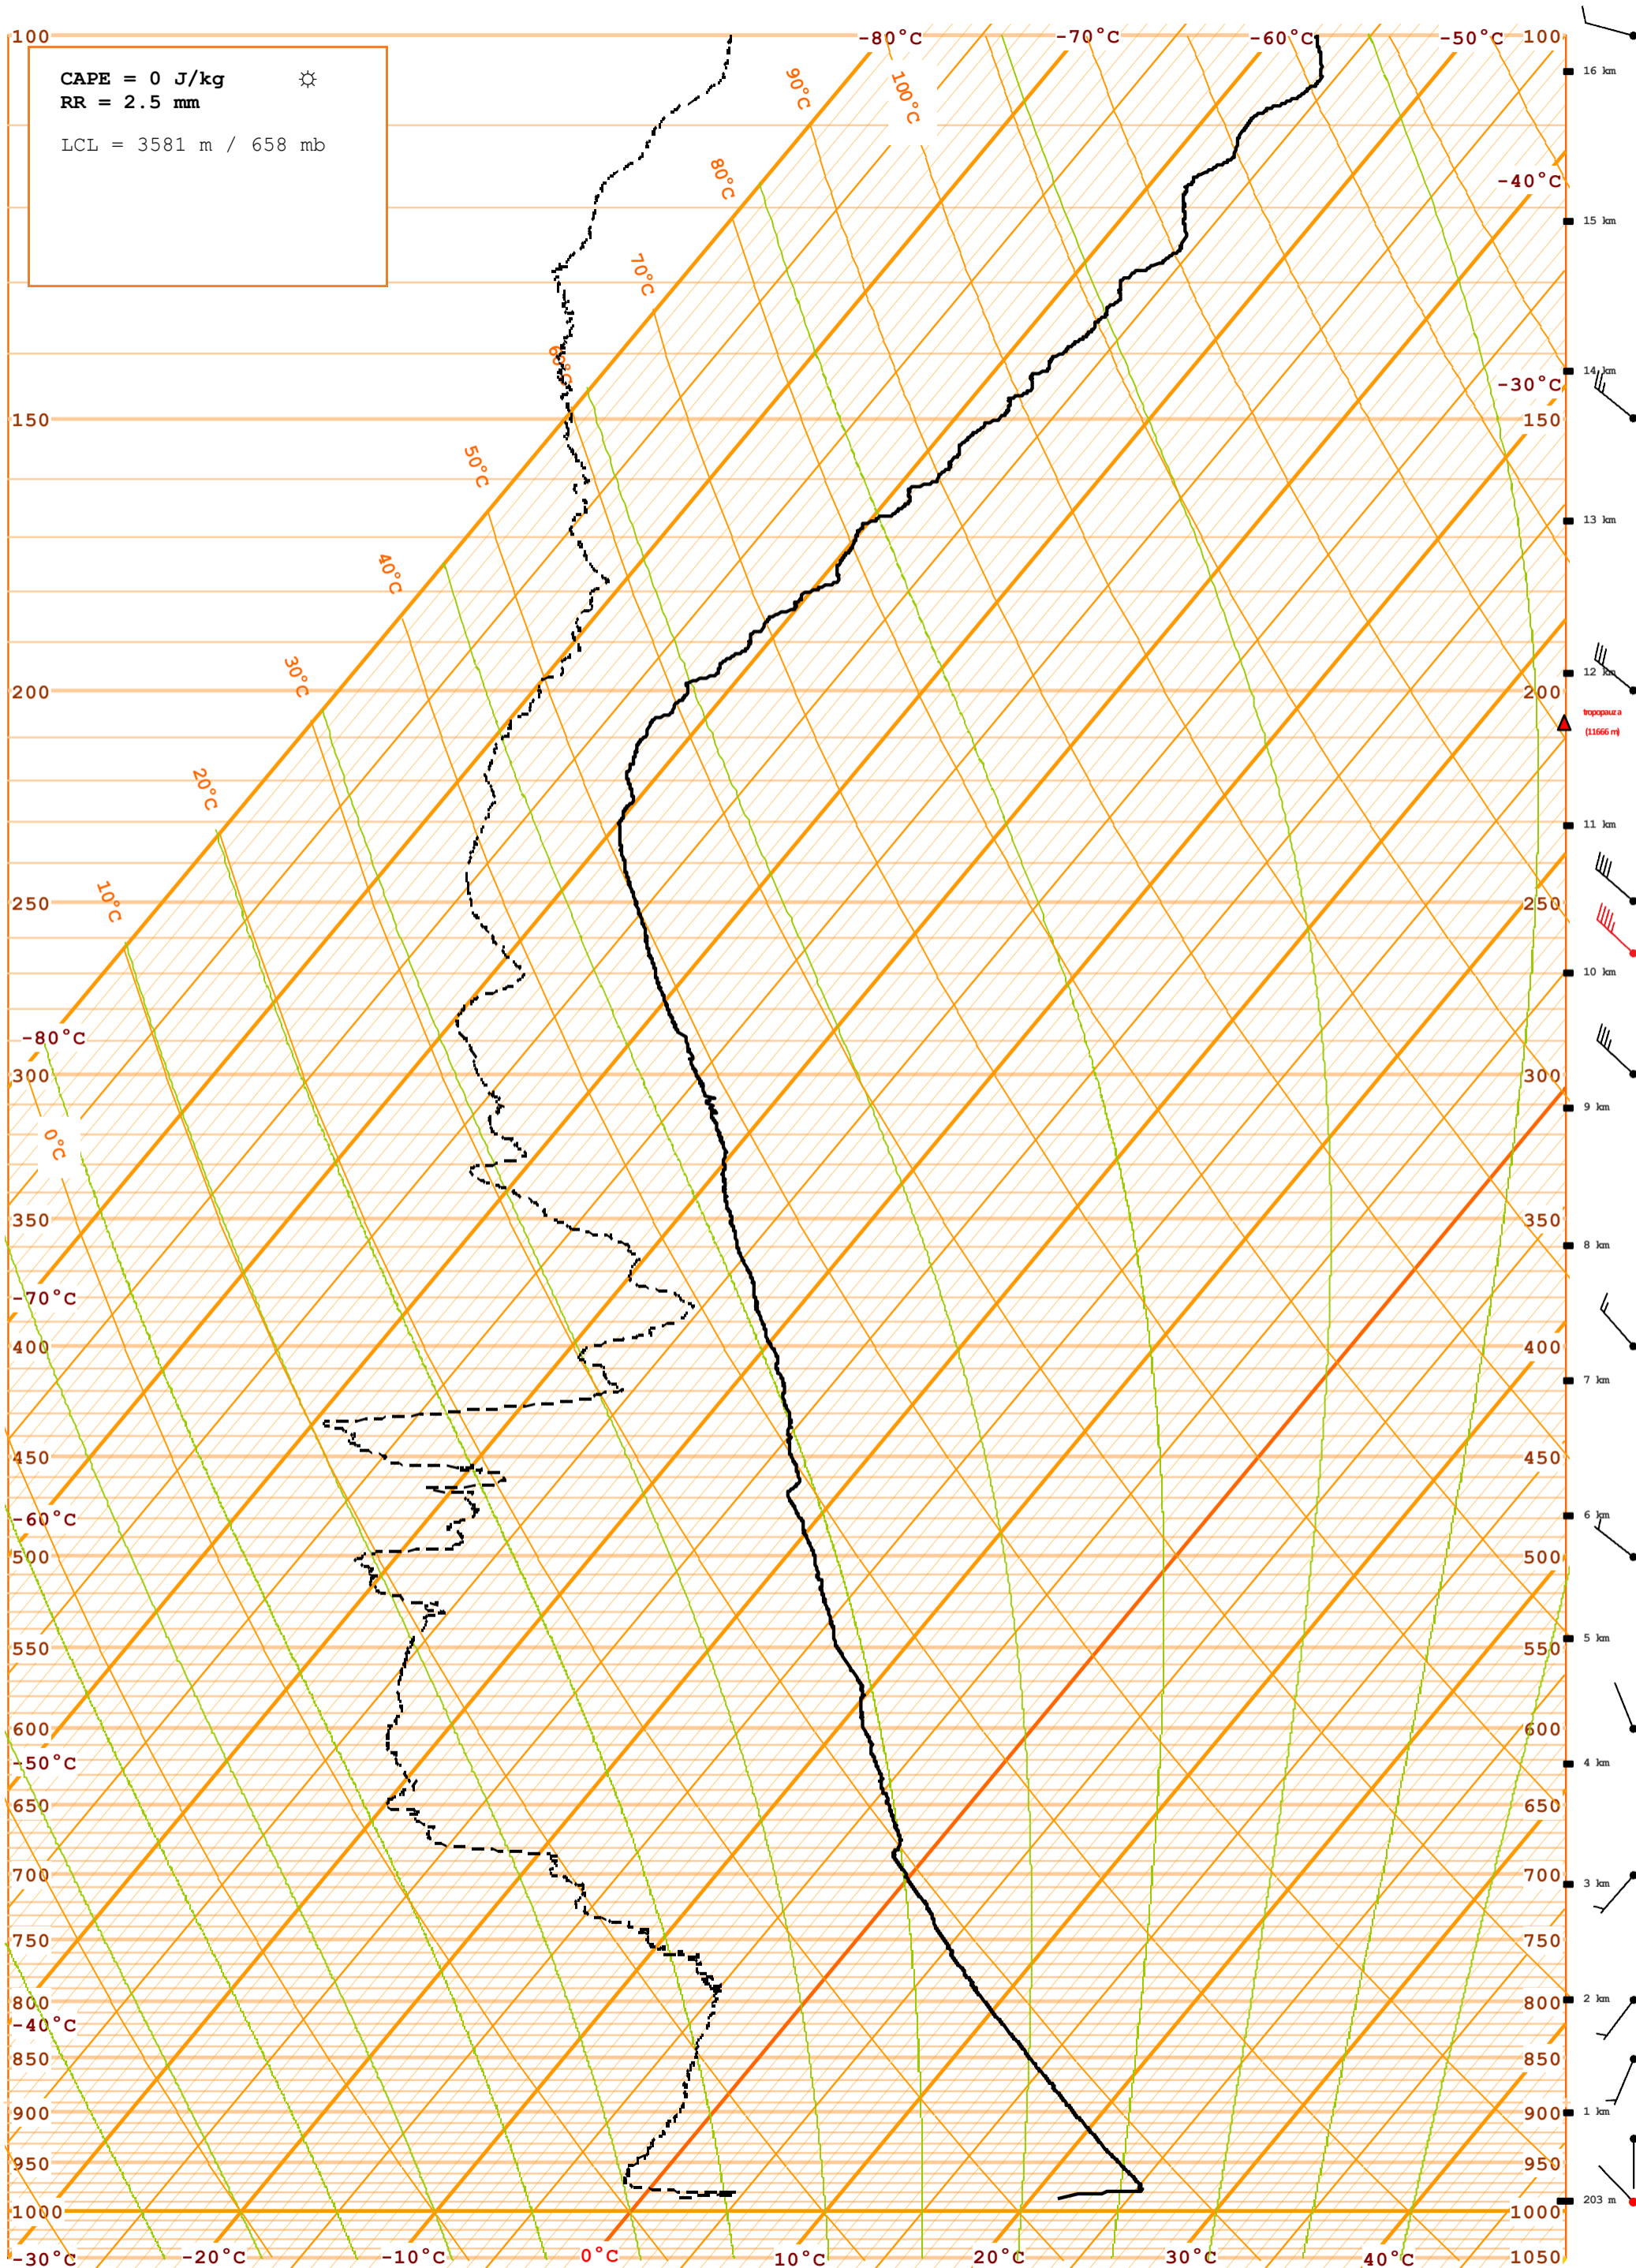 100 -80°C -70°C -60°C -50°C 100
CAPE = 0 J/kg ☼
RR = 2.5 mm
LCL = 3581 m / 658 mb
16 km
90°C 100°C
80°C -40°C
15 km
70°C
60°C 14 km
-30°C
150 150
50°C
13 km
40°C
30°C 12 km
200 200
tropopauza
(11666 m)
20°C
11 km
10°C
250 250
10 km
-80°C
300 300
9 km
0°C
350 350
8 km
-70°C
400 400
7 km
450 450
-60°C 6 km
500 500
5 km
550 550
600 600
-50°C 4 km
650 650
700 700
3 km
750 750
800 800 2 km
-40°C
850 850
900 900 1 km
950 950
203 m
1000 1000
-30°C -20°C -10°C 0°C 10°C 20°C 30°C 40°C 1050